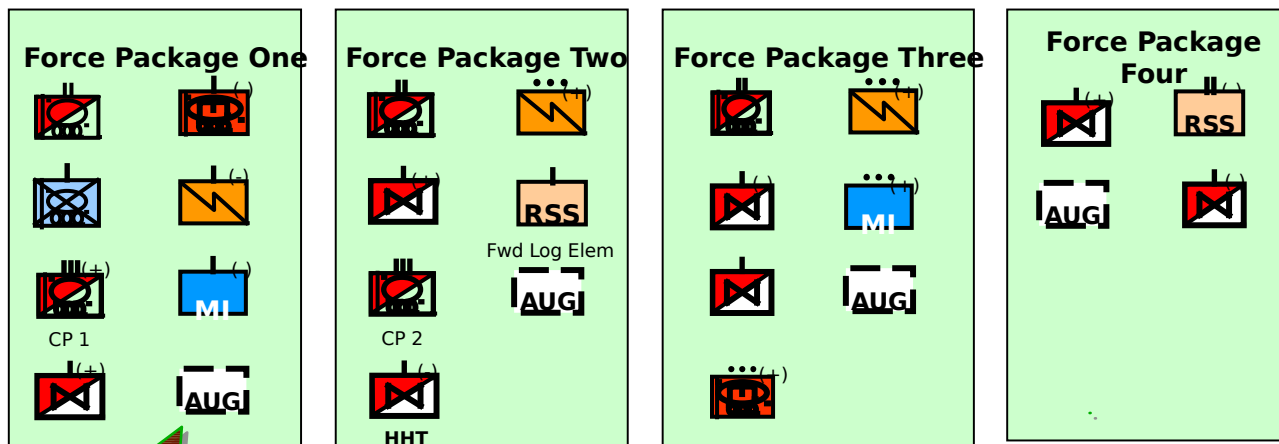 Force Package One
(-)
(-)
(+)
(-)
CP 1
MI
(+)
AUG
Force Package Two
(+)
(+)
RSS
Fwd Log Elem
AUG
CP 2
(-)
HHT
Force Package Three
(+)
(-)
(+)
MI
AUG
(+)
Force Package
Four
(+)
(-)
RSS
AUG
(-)